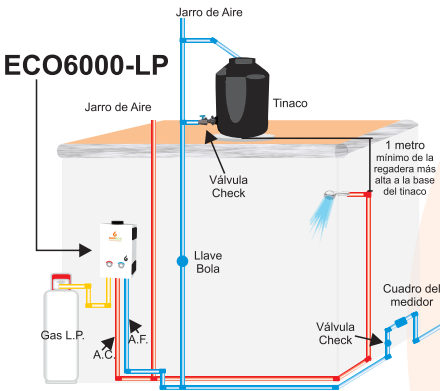 Jarro de Aire
ECO6000-LP
Tinaco
Jarro de Aire
1 metro
mínimo de la
regadera más
alta a la base
del tinaco
Válvula
Check
Llave
Bola
Cuadro del
medidor
Válvula
Check
Gas L.P.
A.C.
A.F.